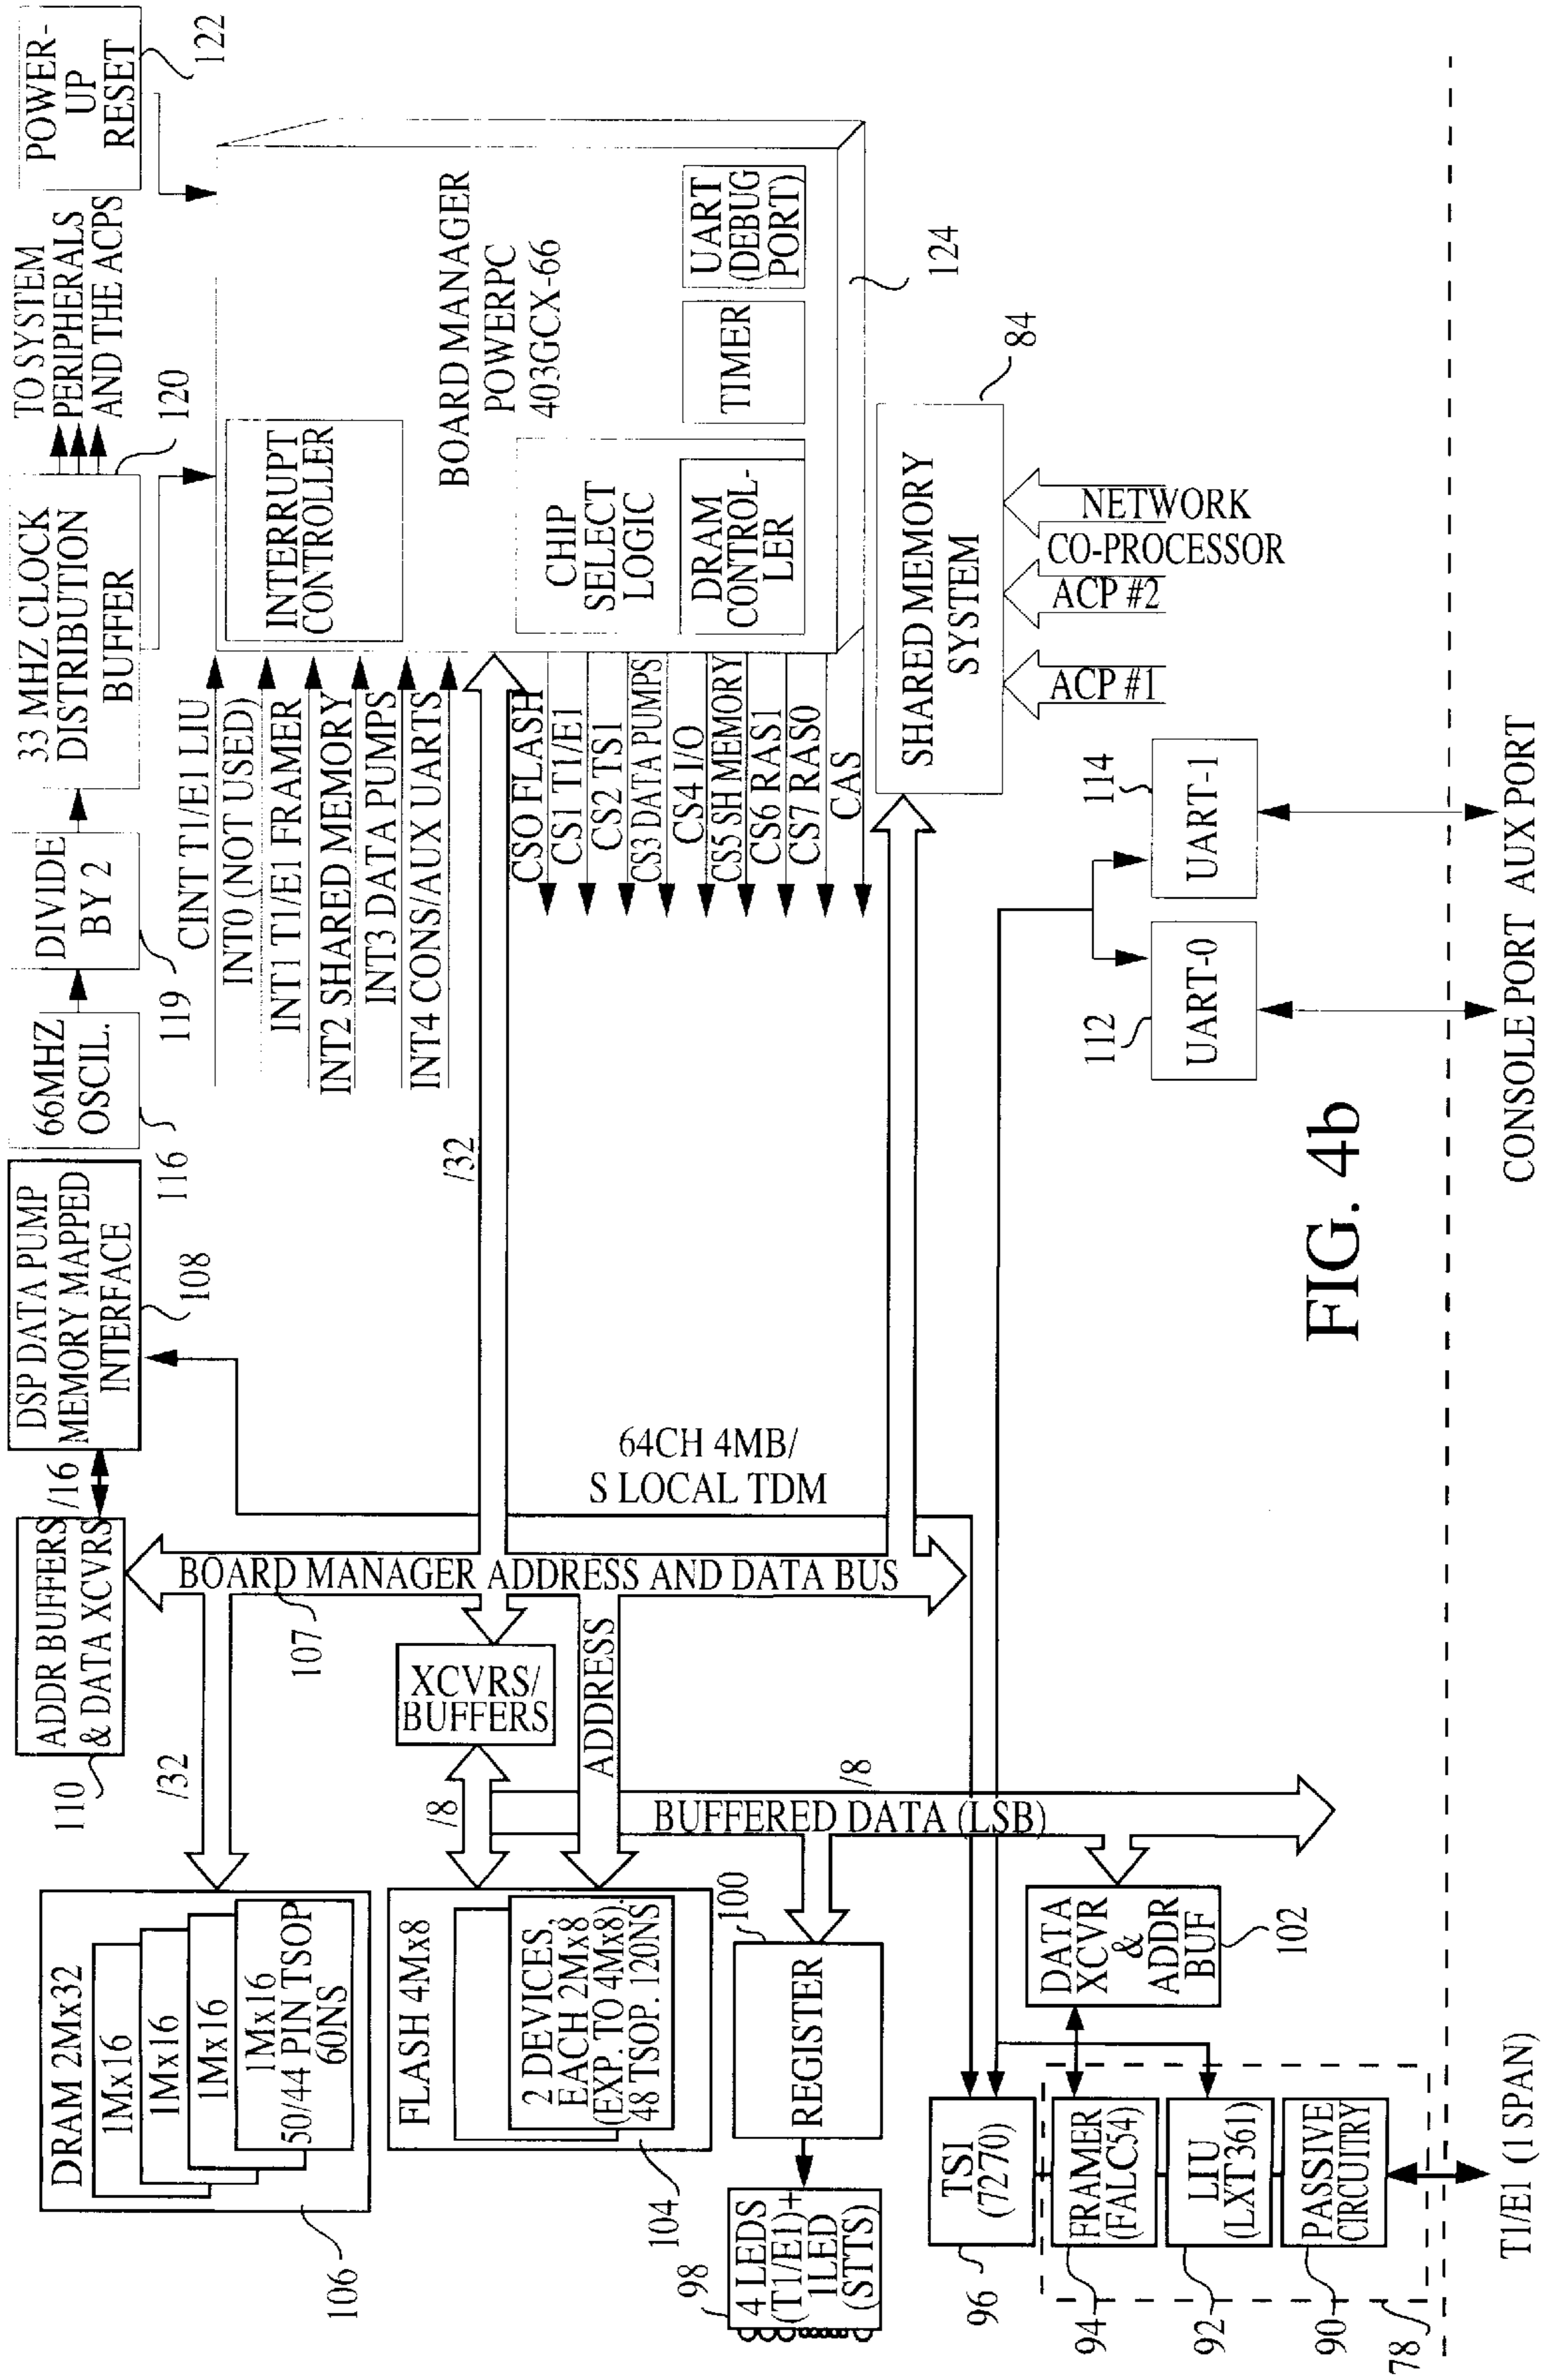 DRAM 2Mx32
1Mx16
1Mx16
1Mx16
1Mx16
50/44 PIN TSOP
60NS
106
/32
ADDR BUFFERS
& DATA XCVRS
110
/16
DSP DATA PUMP
MEMORY MAPPED
INTERFACE
108
66MHZ
OSCIL.
116
DIVIDE
BY 2
119
33 MHZ CLOCK
DISTRIBUTION
BUFFER
120
TO SYSTEM
PERIPHERALS
AND THE ACPS
POWER-
UP
RESET
122
FLASH 4Mx8
2 DEVICES,
EACH 2Mx8
(EXP. TO 4Mx8).
48 TSOP. 120NS
104
/8
XCVRS/
BUFFERS
ADDRESS
BOARD MANAGER ADDRESS AND DATA BUS
107
/32
CINT T1/E1 LIU
INT0 (NOT USED)
INT1 T1/E1 FRAMER
INT2 SHARED MEMORY
INT3 DATA PUMPS
INT4 CONS/AUX UARTS
INTERRUPT
CONTROLLER
BOARD MANAGER
POWERPC
403GCX-66
CHIP
SELECT
LOGIC
DRAM
CONTROL-
LER
TIMER
UART
(DEBUG
PORT)
124
CSO FLASH
CS1 T1/E1
CS2 TS1
CS3 DATA PUMPS
CS4 I/O
CS5 SH MEMORY
CS6 RAS1
CS7 RAS0
CAS
64CH 4MB/
S LOCAL TDM
BUFFERED DATA (LSB)
/8
4 LEDS
(T1/E1)+
1LED
(STTS)
98
REGISTER
100
SHARED MEMORY
SYSTEM
84
ACP #1
ACP #2
NETWORK
CO-PROCESSOR
TSI
(7270)
96
FRAMER
(FALC54)
94
LIU
(LXT361)
92
PASSIVE
CIRCUITRY
90
78
DATA
XCVR
&
ADDR
BUF
102
UART-0
112
UART-1
114
FIG. 4b
T1/E1 (1 SPAN)
CONSOLE PORT AUX PORT